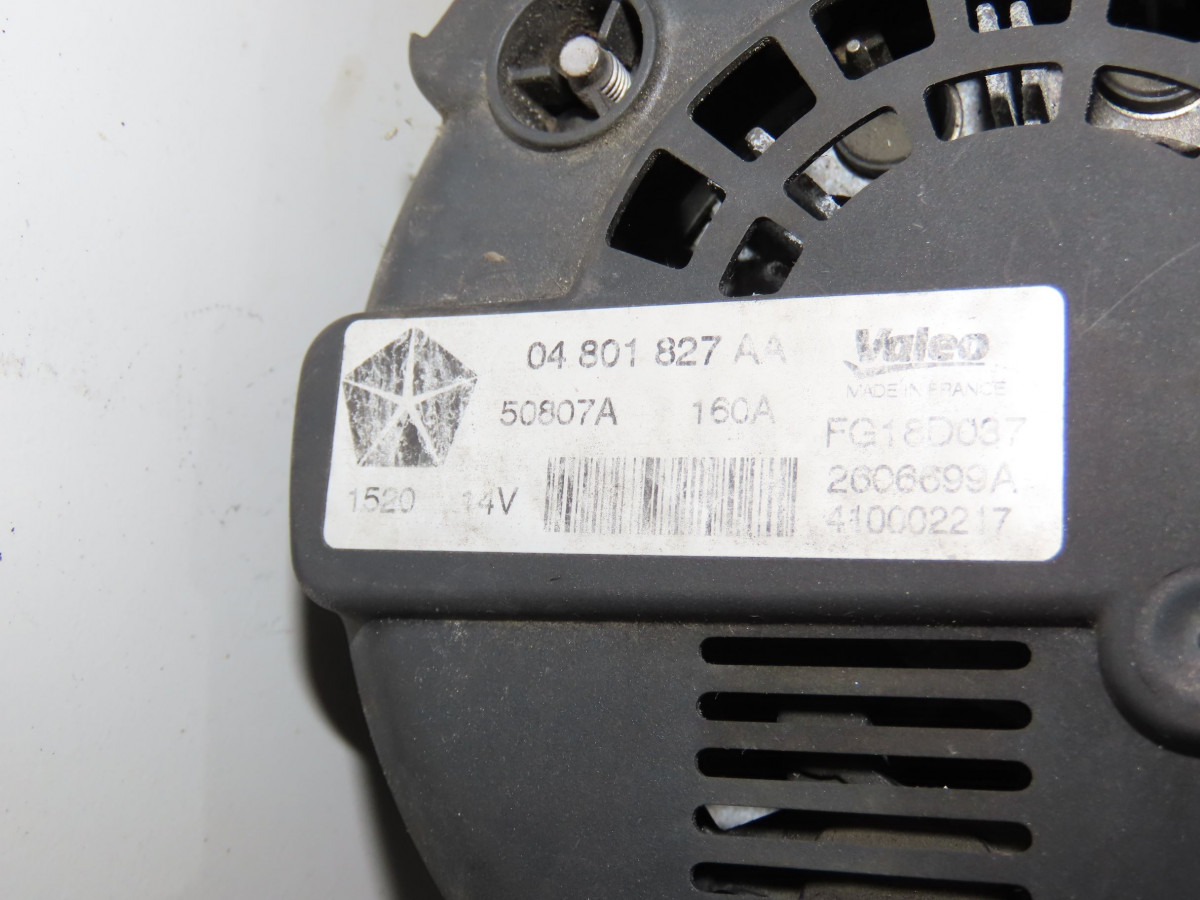 04 801 827 AA
Valeo
MADE IN FRANCE
50807A 160A
FG18D037
1520 14V
2606699A
410002217